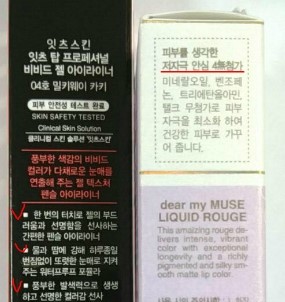 잇츠스킨
잇츠 탑 프로페셔널
비비드 젤 아이라이너
04호 밀키웨이 카키
피부 안전성 테스트 완료
SKIN SAFETY TESTED
Clinical Skin Solution
클리니컬 스킨 솔루션 '잇츠스킨'
풍부한 색감의 비비드
컬러가 다채로운 눈매를
연출해 주는 젤 텍스처
펜슬 아이라이너
한 번의 터치로 젤의 부드
러움과 선명함을 선사하는
간편한 펜슬 아이라이너
물과 땀에 강해 하루종일
번짐없이 또렷한 눈매로 지켜
주는 워터프루프 포뮬라
풍부한 발색력으로 생생
하고 선명한 컬러감 선사
피부를 생각한
저자극 안심 4無첨가
미네랄오일, 벤조페
논, 트리에탄올아민,
탤크 무첨가로 피부
자극을 최소화 하여
건강한 피부로 가꾸
어 줍니다.
dear my MUSE
LIQUID ROUGE
This amaizing rouge de-
livers intense, vibrant
color with exceptional
longevity and a richly
pigmented and silky sm-
ooth matte lip color.